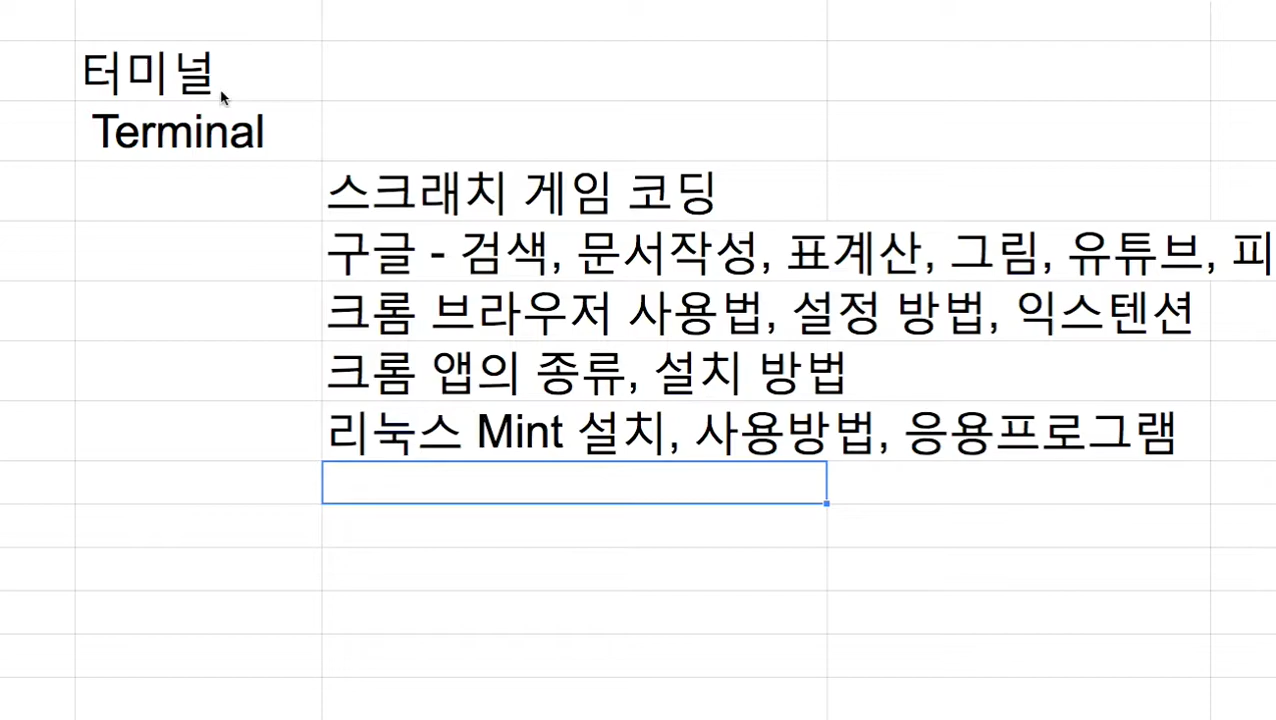 터미널
Terminal
스크래치 게임 코딩
구글 - 검색, 문서작성, 표계산, 그림, 유튜브, 피
크롬 브라우저 사용법, 설정 방법, 익스텐션
크롬 앱의 종류, 설치 방법
리눅스 Mint 설치, 사용방법, 응용프로그램